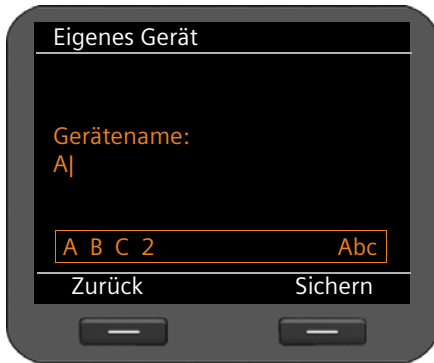 Eigenes Gerät
Gerätename:
A|
A B C 2 Abc
Zurück Sichern